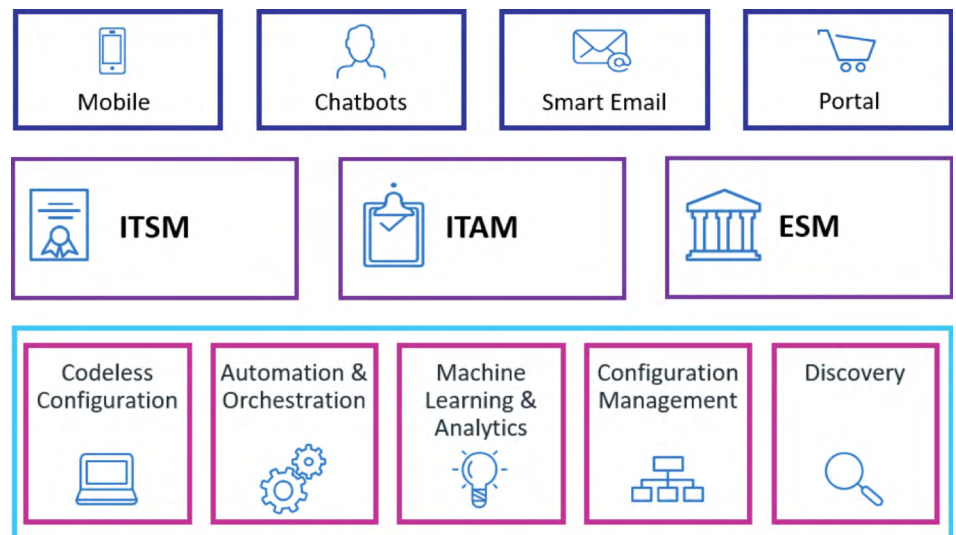 Mobile
Chatbots
Smart Email
Portal
ITSM
ITAM
ESM
Codeless
Configuration
Automation &
Orchestration
Machine
Learning &
Analytics
Configuration
Management
Discovery